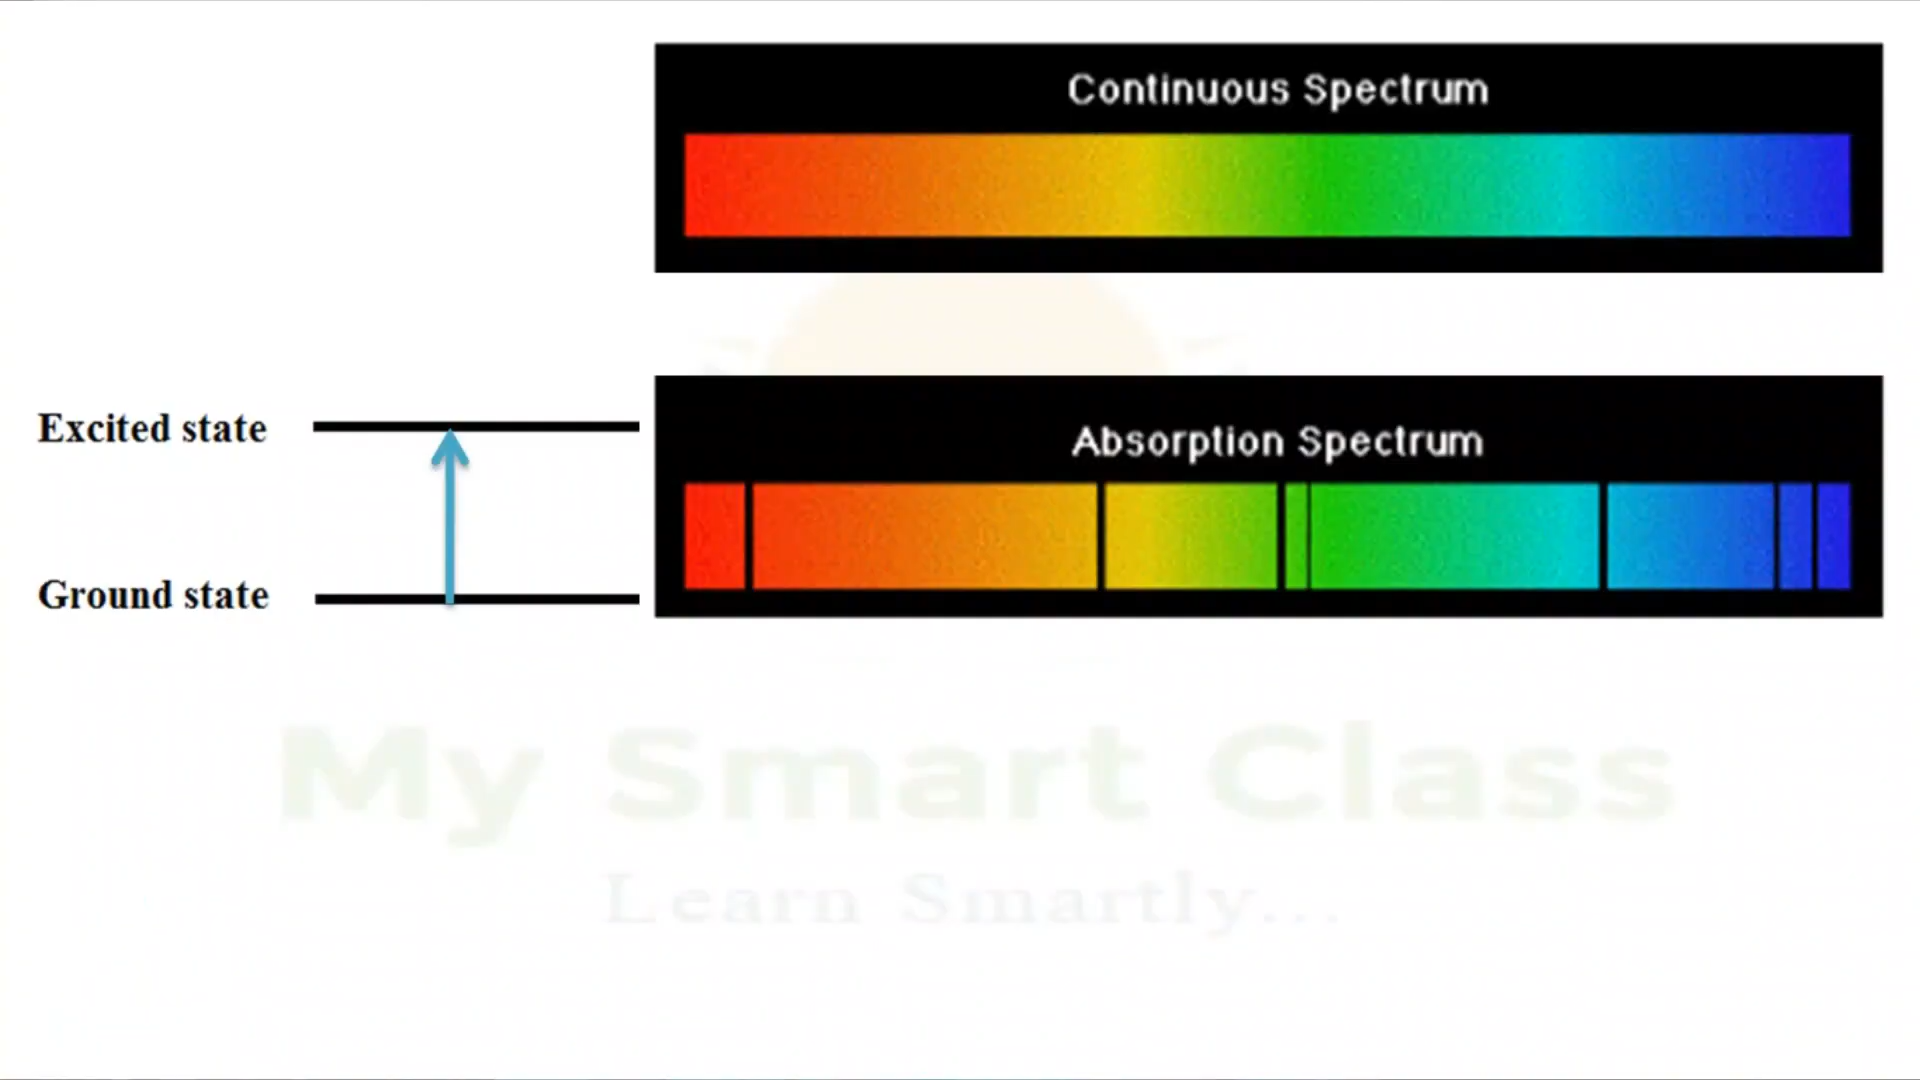 Continuous Spectrum
Excited state
Absorption Spectrum
Ground state
My Smart Class
Learn Smartly...